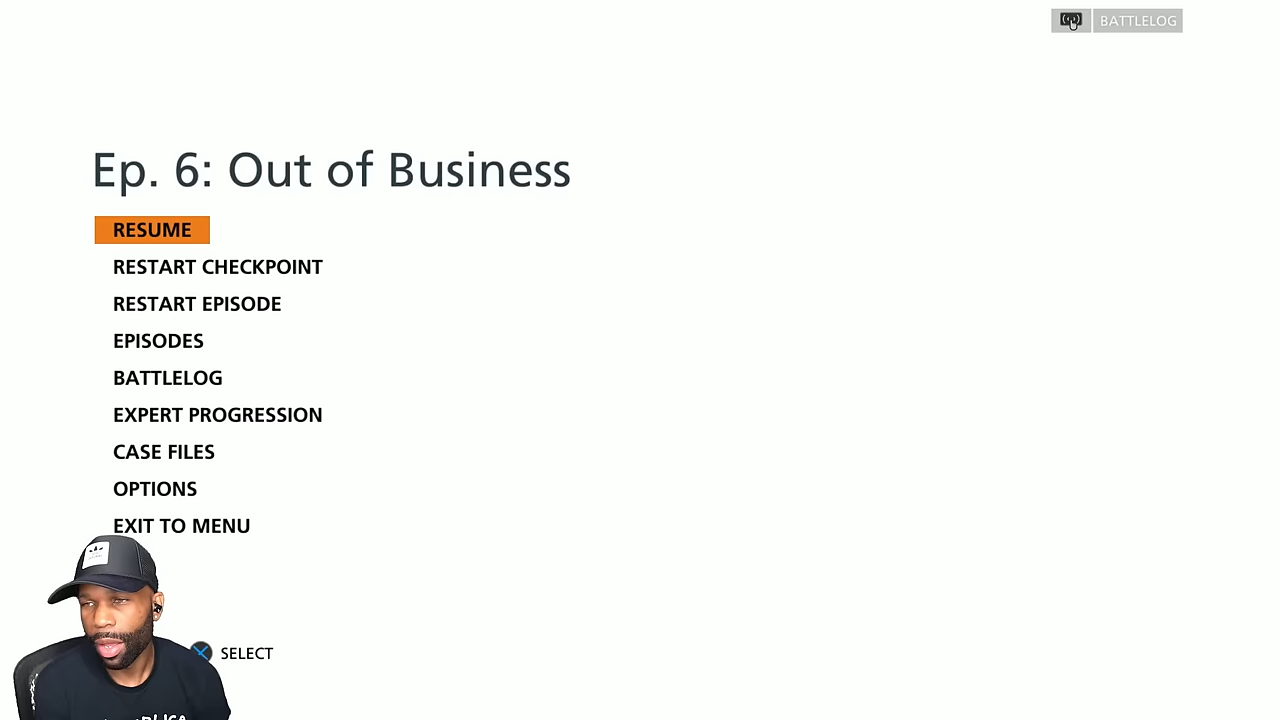 BATTLELOG
Ep. 6: Out of Business
RESUME
RESTART CHECKPOINT
RESTART EPISODE
EPISODES
BATTLELOG
EXPERT PROGRESSION
CASE FILES
OPTIONS
EXIT TO MENU
SELECT